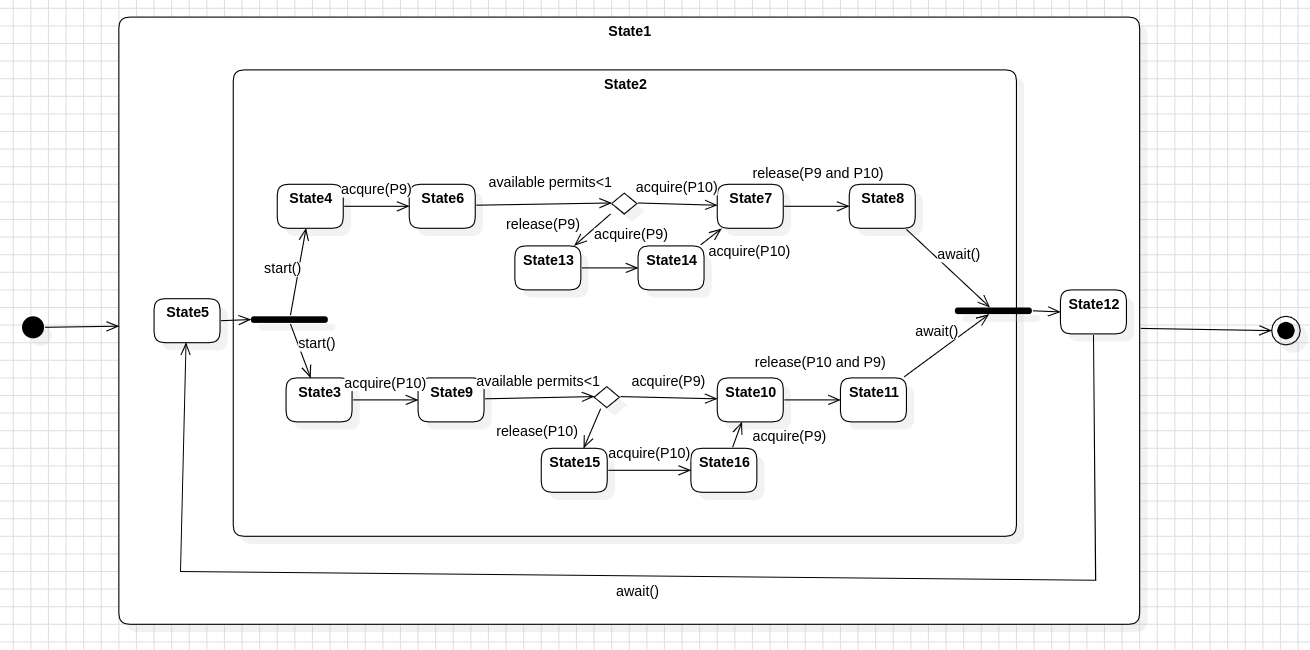 State1
State2
release(P9 and P10)
available permits<1
acqure(P9)
acquire(P10)
State4
State6
State7
State8
release(P9)
acquire(P9)
acquire(P10)
State13
State14
start()
await()
State5
State12
start()
await()
release(P10 and P9)
acquire(P10)
available permits<1
acquire(P9)
State3
State9
State10
State11
release(P10)
acquire(P9)
acquire(P10)
State15
State16
await()